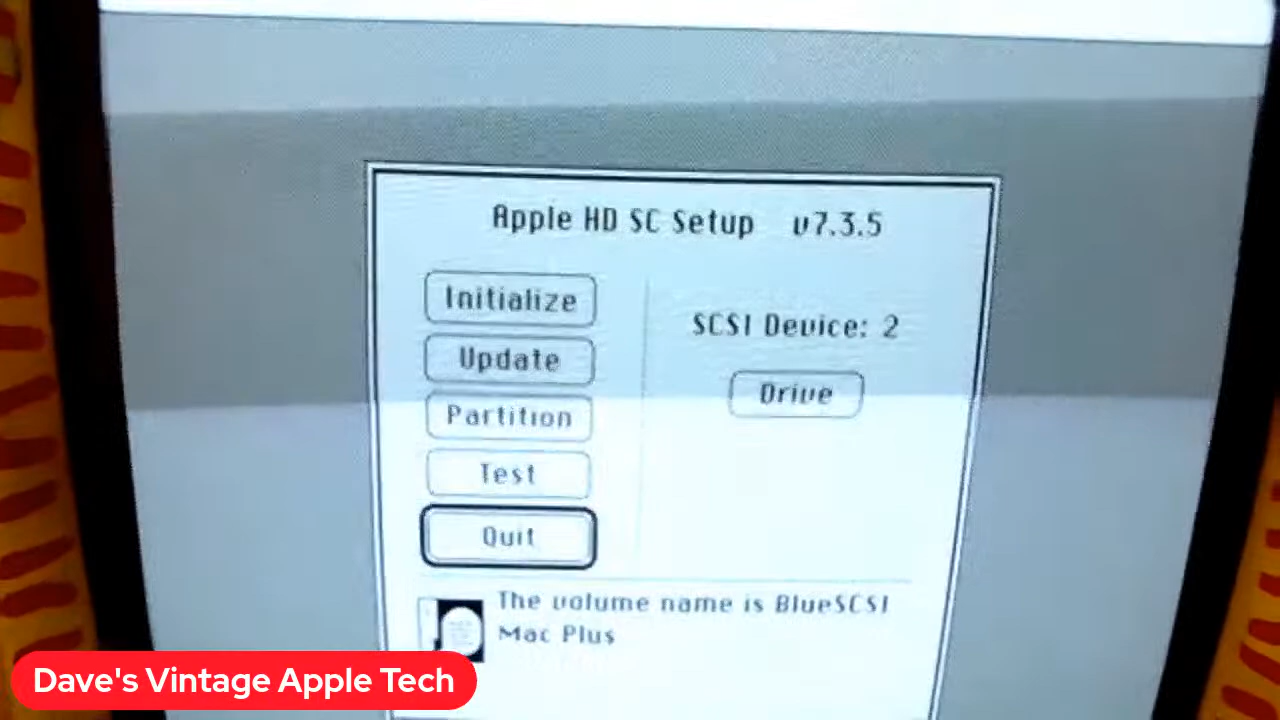 Apple HD SC Setup v7.3.5
Initialize
Update
Partition
Test
Quit
SCSI Device: 2
Drive
The volume name is BlueSCSI
Mac Plus
Dave's Vintage Apple Tech